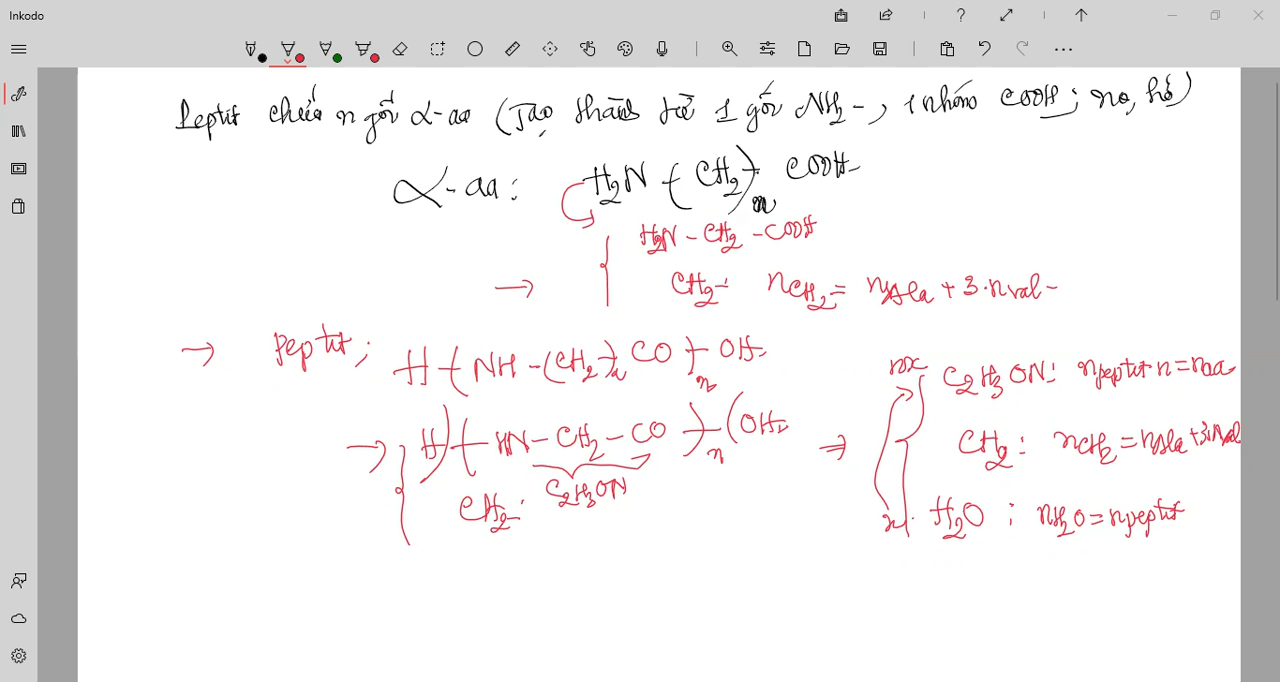 Inkodo
Peptit chứa n gốc α-aa (Tạo thành từ 1 gốc NH2-, 1 nhóm COOH; no, hở)
α-aa: H2N-(CH2)n-COOH
H2N-CH2-COOH
→ CH2: nCH2 = nAla + 3.nval
→ peptit: H-(NH-(CH2)x CO)n-OH
→ H-(HN-CH2-CO)n-(OH
C2H3ON
CH2:
⇒ nx C2H3ON: npeptit.n = naa
CH2: nCH2 = nAla + 3nval
x H2O: nH2O = npeptit